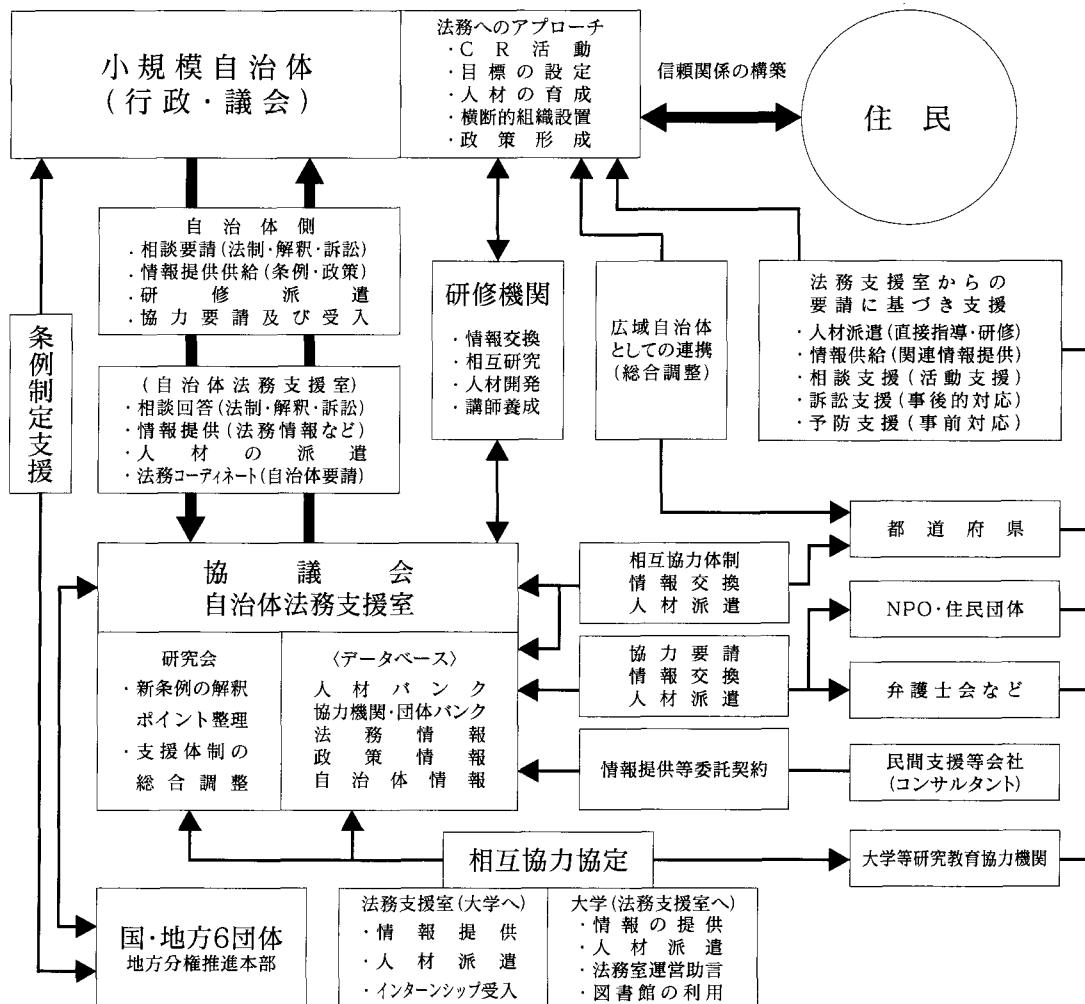 小規模自治体
(行政・議会)
法務へのアプローチ
・CR活動
・目標の設定
・人材の育成
・横断的組織設置
・政策形成
信頼関係の構築
住民
自治体側
・相談要請(法制・解釈・訴訟)
・情報提供供給(条例・政策)
・研修派遣
・協力要請及び受入
(自治体法務支援室)
・相談回答(法制・解釈・訴訟)
・情報提供(法務情報など)
・人材の派遣
・法務コーディネート(自治体要請)
条例制定支援
研修機関
・情報交換
・相互研究
・人材開発
・講師養成
広域自治体
としての連携
(総合調整)
法務支援室からの
要請に基づき支援
・人材派遣(直接指導・研修)
・情報供給(関連情報提供)
・相談支援(活動支援)
・訴訟支援(事後的対応)
・予防支援(事前対応)
協議会
自治体法務支援室
研究会
・新条例の解釈
ポイント整理
・支援体制の
総合調整
〈データベース〉
人材バンク
協力機関・団体バンク
法務情報
政策情報
自治体情報
相互協力体制
情報交換
人材派遣
協力要請
情報交換
人材派遣
情報提供等委託契約
都道府県
NPO・住民団体
弁護士会など
民間支援等会社
(コンサルタント)
大学等研究教育協力機関
相互協力協定
法務支援室(大学へ)
・情報提供
・人材派遣
・インターンシップ受入
大学(法務支援室へ)
・情報の提供
・人材派遣
・法務室運営助言
・図書館の利用
国・地方6団体
地方分権推進本部